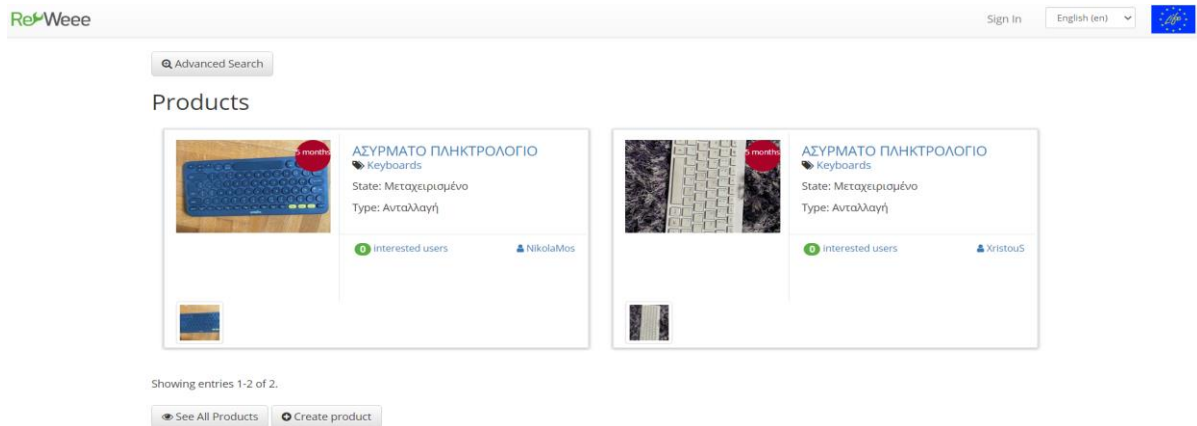 ReWeee
Sign In
English (en)
Life
Advanced Search
Products
5 months
ΑΣΥΡΜΑΤΟ ΠΛΗΚΤΡΟΛΟΓΙΟ
Keyboards
State: Μεταχειρισμένο
Type: Ανταλλαγή
0 interested users
NikolaMos
5 months
ΑΣΥΡΜΑΤΟ ΠΛΗΚΤΡΟΛΟΓΙΟ
Keyboards
State: Μεταχειρισμένο
Type: Ανταλλαγή
0 interested users
XristouS
Showing entries 1-2 of 2.
See All Products
Create product